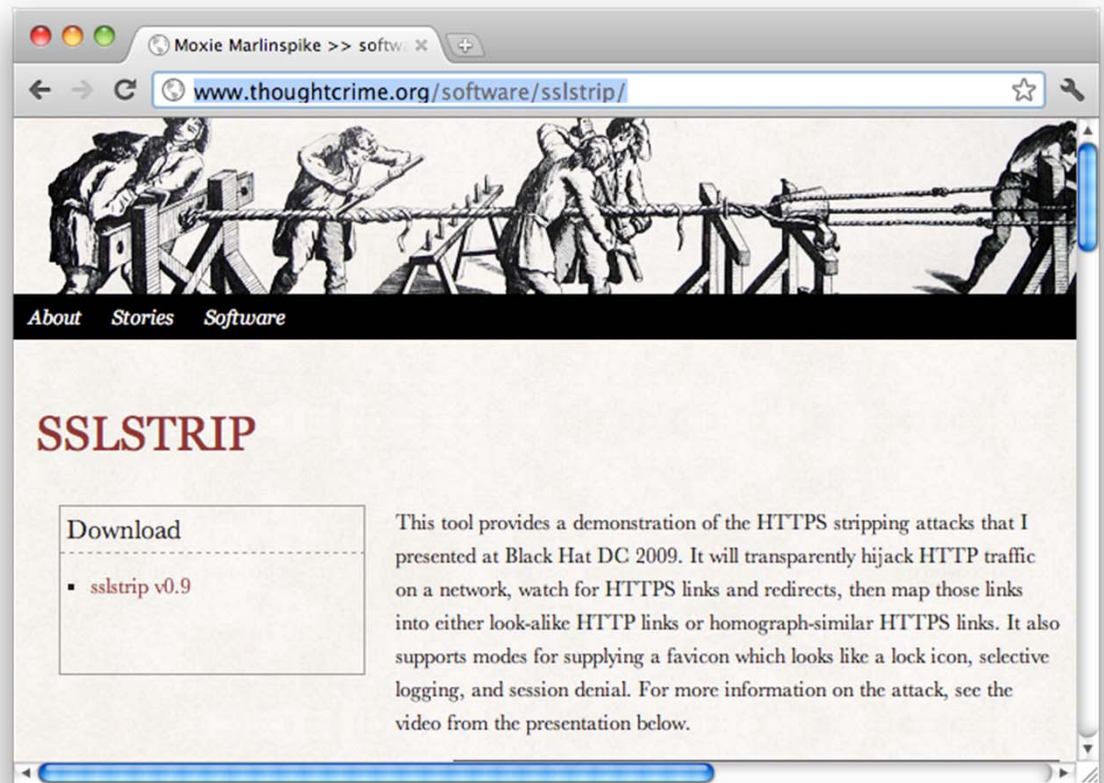 Moxie Marlinspike >> softw
www.thoughtcrime.org/software/sslstrip/
About Stories Software
SSLSTRIP
Download
sslstrip v0.9
This tool provides a demonstration of the HTTPS stripping attacks that I
presented at Black Hat DC 2009. It will transparently hijack HTTP traffic
on a network, watch for HTTPS links and redirects, then map those links
into either look-alike HTTP links or homograph-similar HTTPS links. It also
supports modes for supplying a favicon which looks like a lock icon, selective
logging, and session denial. For more information on the attack, see the
video from the presentation below.